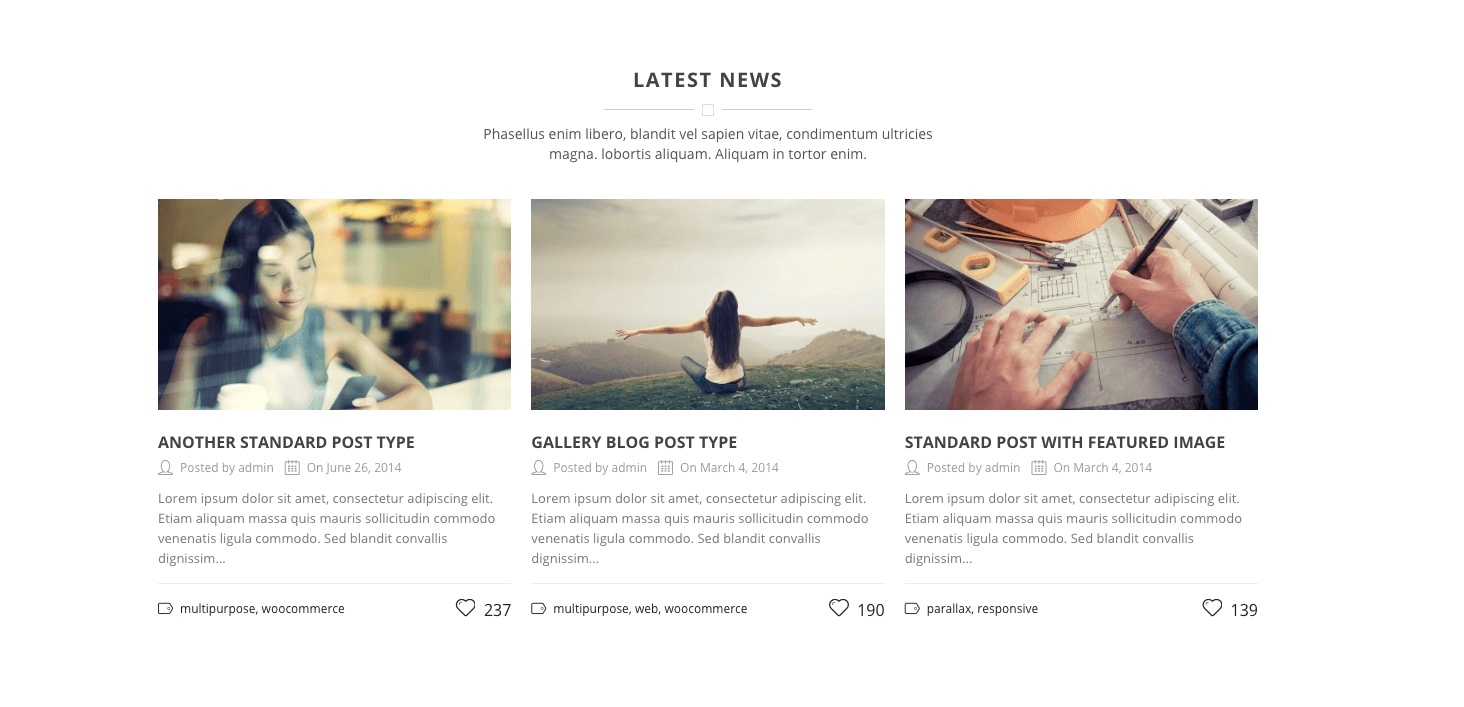 LATEST NEWS
Phasellus enim libero, blandit vel sapien vitae, condimentum ultricies
magna. lobortis aliquam. Aliquam in tortor enim.
ANOTHER STANDARD POST TYPE
Posted by admin On June 26, 2014
Lorem ipsum dolor sit amet, consectetur adipiscing elit.
Etiam aliquam massa quis mauris sollicitudin commodo
venenatis ligula commodo. Sed blandit convallis
dignissim...
multipurpose, woocommerce 237
GALLERY BLOG POST TYPE
Posted by admin On March 4, 2014
Lorem ipsum dolor sit amet, consectetur adipiscing elit.
Etiam aliquam massa quis mauris sollicitudin commodo
venenatis ligula commodo. Sed blandit convallis
dignissim...
multipurpose, web, woocommerce 190
4.00
4.00
STANDARD POST WITH FEATURED IMAGE
Posted by admin On March 4, 2014
Lorem ipsum dolor sit amet, consectetur adipiscing elit.
Etiam aliquam massa quis mauris sollicitudin commodo
venenatis ligula commodo. Sed blandit convallis
dignissim...
parallax, responsive 139